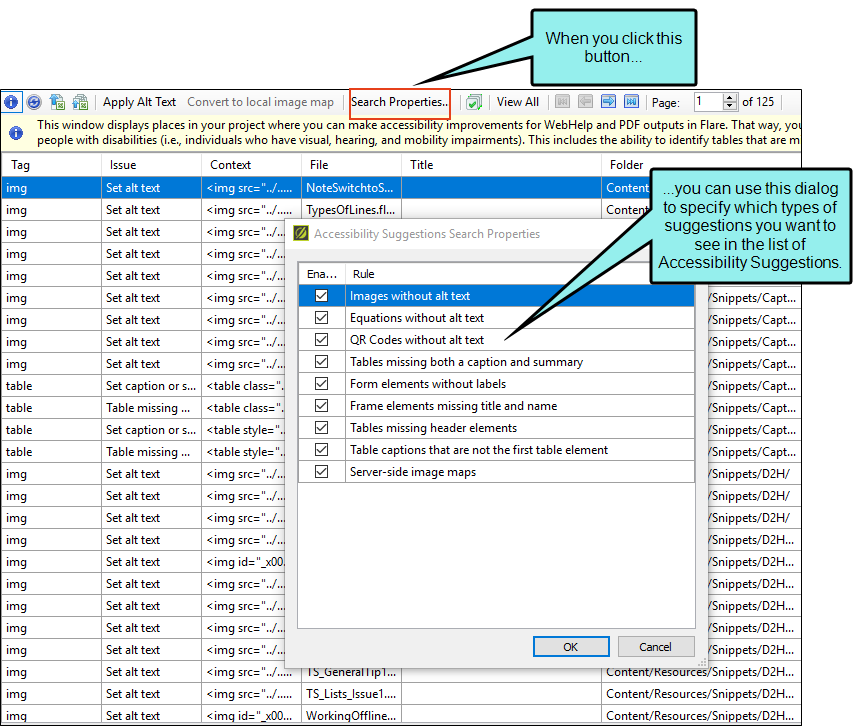 When you click this
button...
Apply Alt Text Convert to local image map Search Properties... View All Page: 1 of 125
This window displays places in your project where you can make accessibility improvements for WebHelp and PDF outputs in Flare. That way, you
people with disabilities (i.e., individuals who have visual, hearing, and mobility impairments). This includes the ability to identify tables that are m
Tag Issue Context File Title Folder
img Set alt text <img src="../..... NoteSwitchtoS... Content
img Set alt text <img src="../..... TypesOfLines.fl... Content
...you can use this dialog
to specify which types of
suggestions you want to
see in the list of
Accessibility Suggestions.
img Set alt text <img src="../
img Set alt text <img src="../
img Set alt text <img src="../
img Set alt text <img src="../ /Snippets/Capt...
img Set alt text <img src="../ /Snippets/Capt...
img Set alt text <img src="../ /Snippets/Capt...
img Set alt text <img src="../ /Snippets/Capt...
table Set caption or s... <table class=". /Snippets/Capt...
table Table missing ... <table class=". /Snippets/Capt...
table Set caption or s... <table style=". /Snippets/Capt...
table Table missing ... <table style=". /Snippets/Capt...
img Set alt text <img src="../ /Snippets/D2H/
img Set alt text <img src="../ /Snippets/D2H/
img Set alt text <img src="../ /Snippets/D2H/
img Set alt text <img src="../ /Snippets/D2H...
img Set alt text <img id="_x00. /Snippets/D2H...
img Set alt text <img src="../ /Snippets/D2H...
img Set alt text <img src="../ /Snippets/D2H...
img Set alt text <img src="../ /Snippets/D2H...
img Set alt text <img src="../ /Snippets/D2H...
img Set alt text <img src="../..... TS_GeneralTip1... Content/Resources/Snippets/D2H...
img Set alt text <img src="../..... TS_Lists_Issue1.... Content/Resources/Snippets/D2H...
img Set alt text <img src="../..... WorkingOffline... Content/Resources/Snippets/D2H...
Accessibility Suggestions Search Properties
Ena... Rule
Images without alt text
Equations without alt text
QR Codes without alt text
Tables missing both a caption and summary
Form elements without labels
Frame elements missing title and name
Tables missing header elements
Table captions that are not the first table element
Server-side image maps
OK Cancel